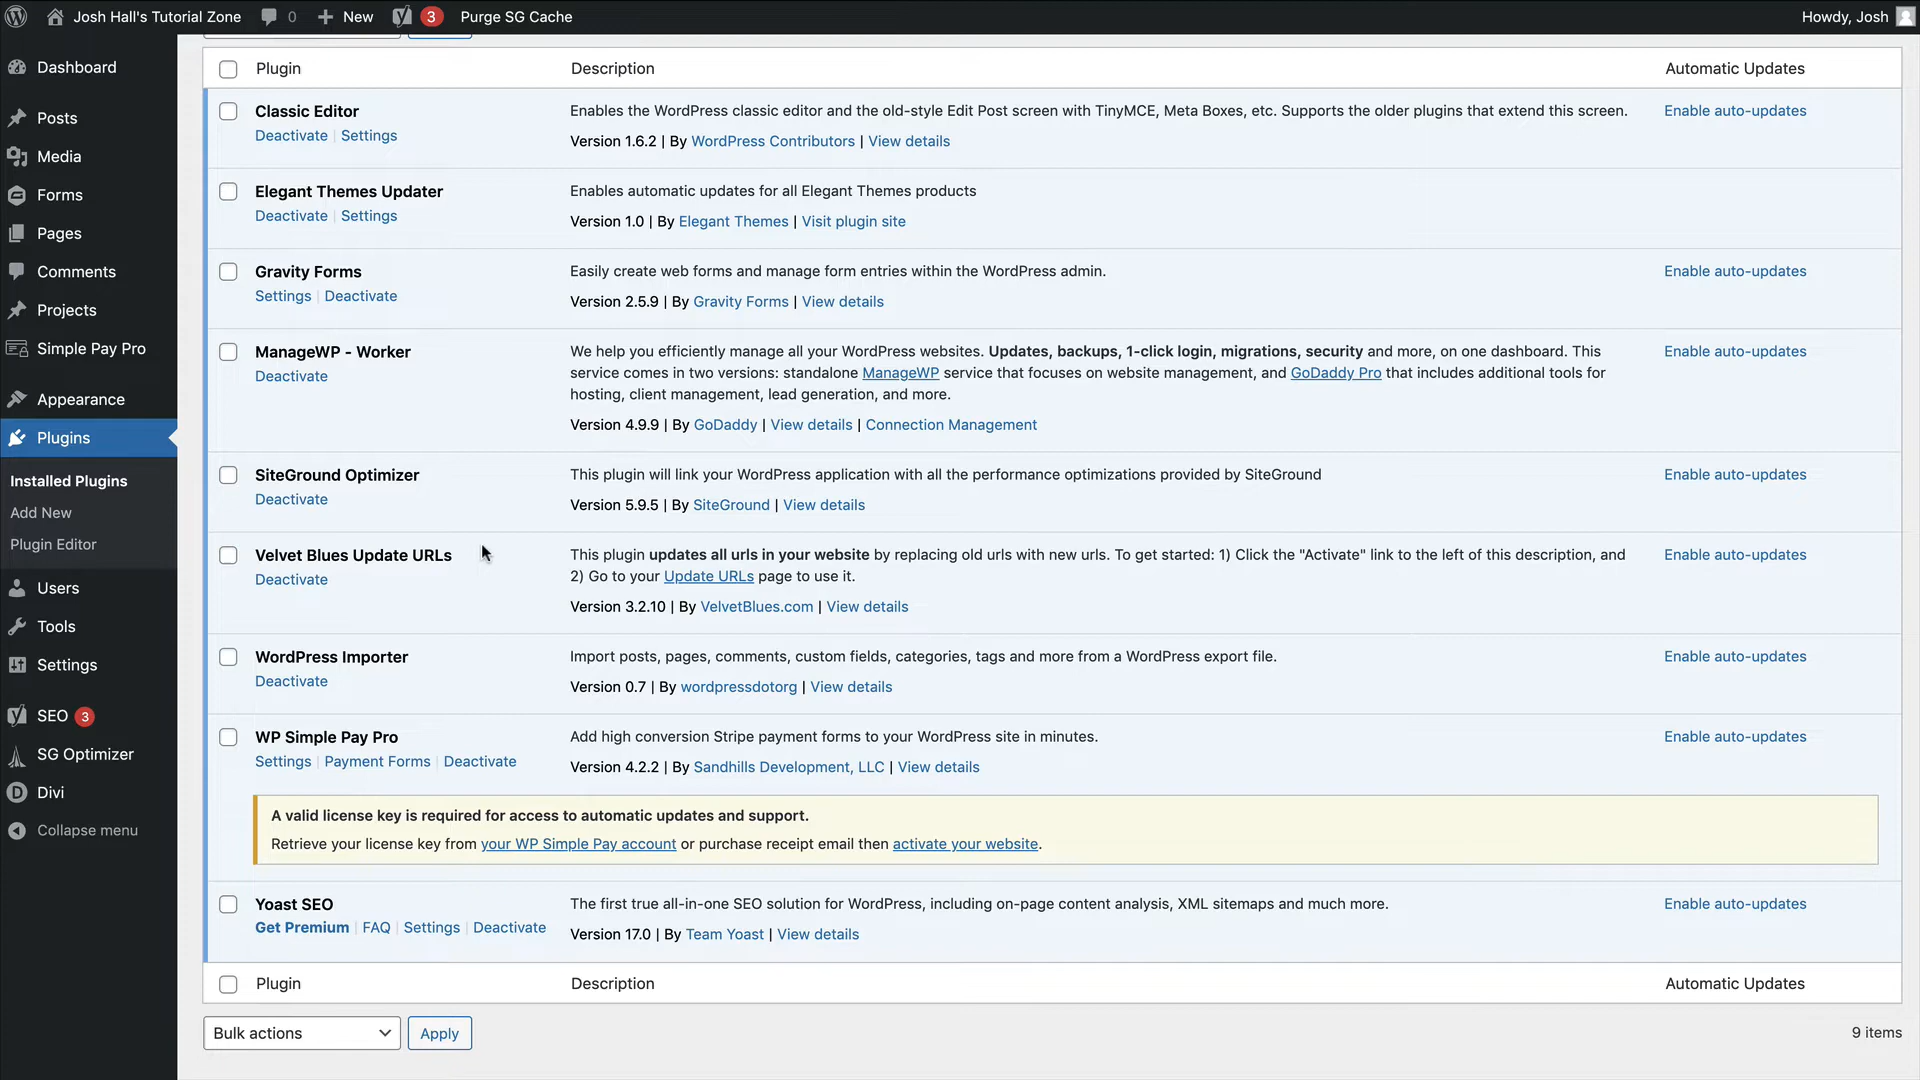 Josh Hall's Tutorial Zone 0 New 3 Purge SG Cache Howdy, Josh
Dashboard
Posts
Media
Forms
Pages
Comments
Projects
Simple Pay Pro
Appearance
Plugins
Installed Plugins
Add New
Plugin Editor
Users
Tools
Settings
SEO 3
SG Optimizer
Divi
Collapse menu
Plugin Description Automatic Updates
Classic Editor
Deactivate | Settings
Enables the WordPress classic editor and the old-style Edit Post screen with TinyMCE, Meta Boxes, etc. Supports the older plugins that extend this screen.
Version 1.6.2 | By WordPress Contributors | View details
Enable auto-updates
Elegant Themes Updater
Deactivate | Settings
Enables automatic updates for all Elegant Themes products
Version 1.0 | By Elegant Themes | Visit plugin site
Gravity Forms
Settings | Deactivate
Easily create web forms and manage form entries within the WordPress admin.
Version 2.5.9 | By Gravity Forms | View details
Enable auto-updates
ManageWP - Worker
Deactivate
We help you efficiently manage all your WordPress websites. Updates, backups, 1-click login, migrations, security and more, on one dashboard. This
service comes in two versions: standalone ManageWP service that focuses on website management, and GoDaddy Pro that includes additional tools for
hosting, client management, lead generation, and more.
Version 4.9.9 | By GoDaddy | View details | Connection Management
Enable auto-updates
SiteGround Optimizer
Deactivate
This plugin will link your WordPress application with all the performance optimizations provided by SiteGround
Version 5.9.5 | By SiteGround | View details
Enable auto-updates
Velvet Blues Update URLs
Deactivate
This plugin updates all urls in your website by replacing old urls with new urls. To get started: 1) Click the "Activate" link to the left of this description, and
2) Go to your Update URLs page to use it.
Version 3.2.10 | By VelvetBlues.com | View details
Enable auto-updates
WordPress Importer
Deactivate
Import posts, pages, comments, custom fields, categories, tags and more from a WordPress export file.
Version 0.7 | By wordpressdotorg | View details
Enable auto-updates
WP Simple Pay Pro
Settings | Payment Forms | Deactivate
Add high conversion Stripe payment forms to your WordPress site in minutes.
Version 4.2.2 | By Sandhills Development, LLC | View details
Enable auto-updates
A valid license key is required for access to automatic updates and support.
Retrieve your license key from your WP Simple Pay account or purchase receipt email then activate your website.
Yoast SEO
Get Premium | FAQ | Settings | Deactivate
The first true all-in-one SEO solution for WordPress, including on-page content analysis, XML sitemaps and much more.
Version 17.0 | By Team Yoast | View details
Enable auto-updates
Plugin Description Automatic Updates
Bulk actions Apply 9 items